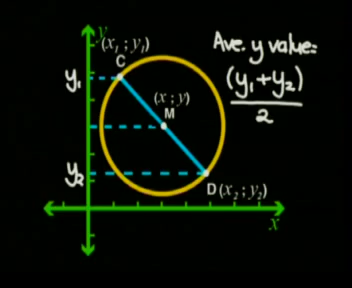 y
(x₁ ; y₁)
C
Ave. y value:
(y₁+y₂)
2
y₁
(x ; y)
M
y₂
D (x₂ ; y₂)
x